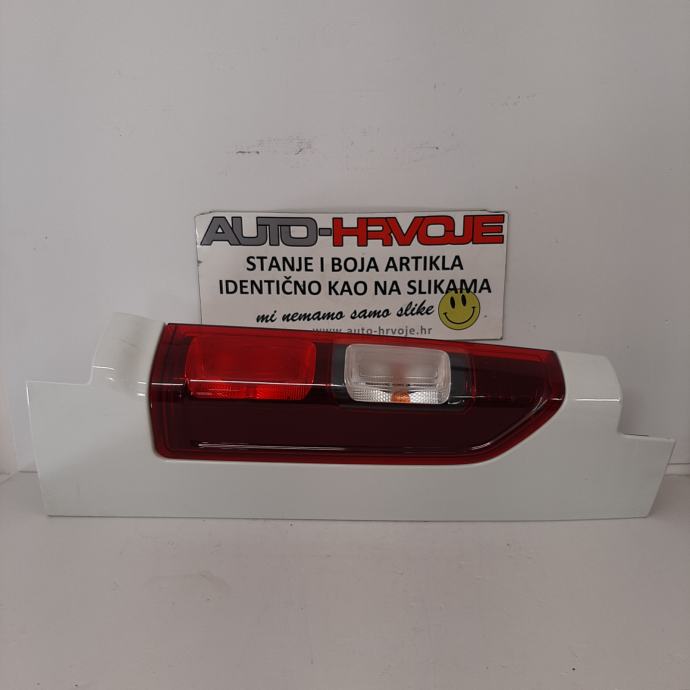 AUTO-HRVOJE
STANJE I BOJA ARTIKLA
IDENTIČNO KAO NA SLIKAMA
mi nemamo samo slike
www.auto-hrvoje.hr